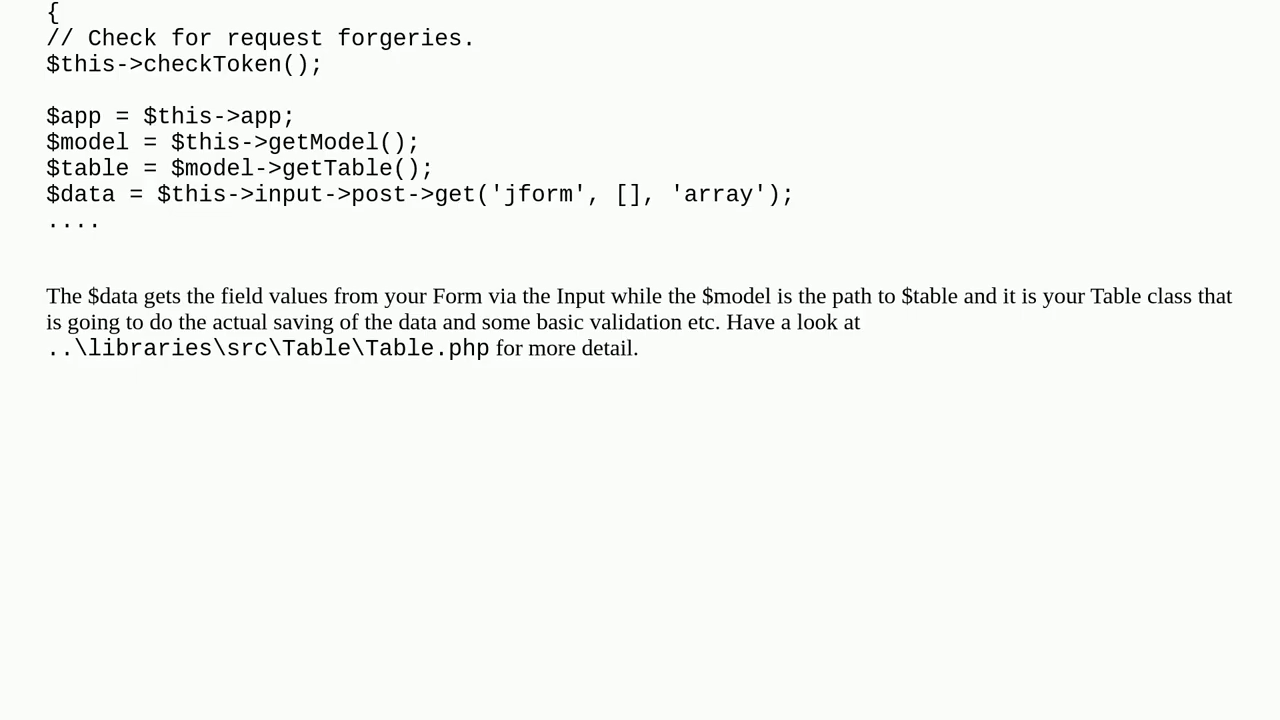 {
// Check for request forgeries.
$this->checkToken();
$app = $this->app;
$model = $this->getModel();
$table = $model->getTable();
$data = $this->input->post->get('jform', [], 'array');
....
The $data gets the field values from your Form via the Input while the $model is the path to $table and it is your Table class that
is going to do the actual saving of the data and some basic validation etc. Have a look at
..\libraries\src\Table\Table.php for more detail.